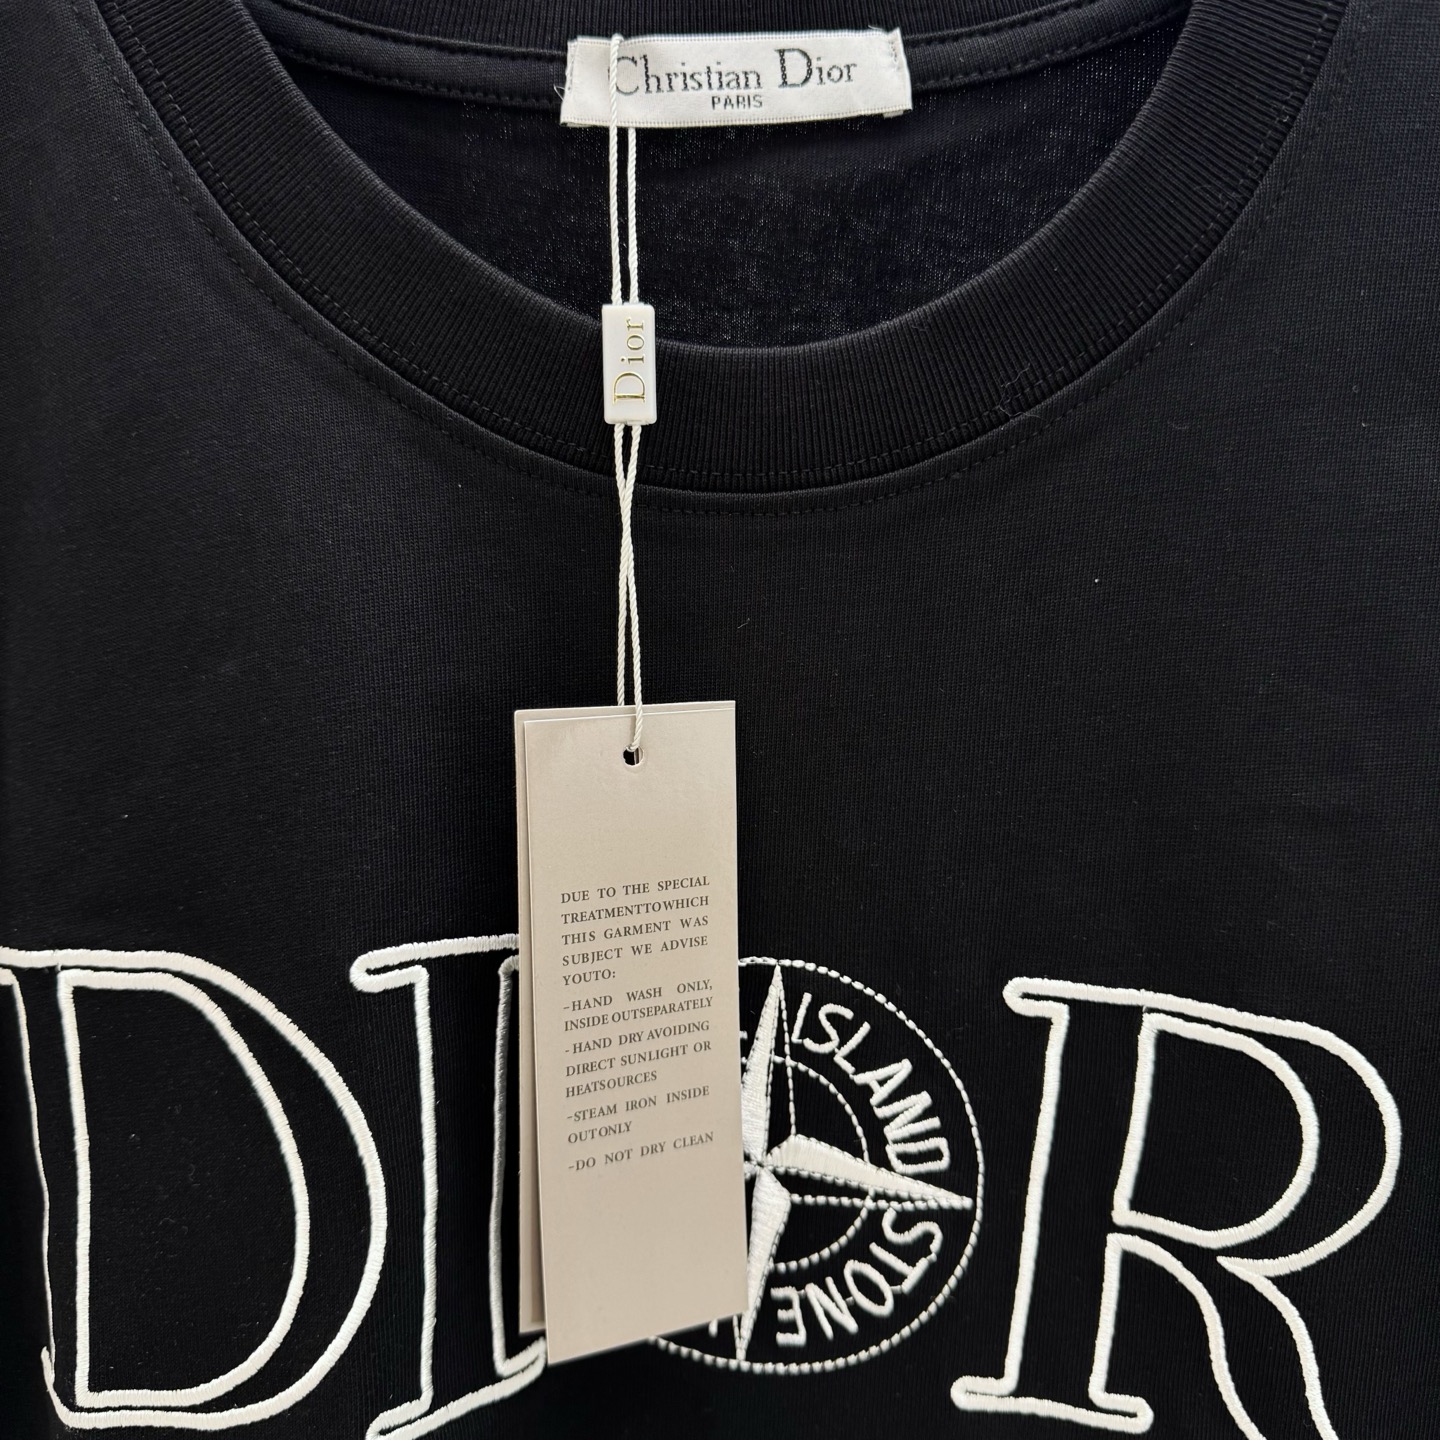 Christian Dior
PARIS
Dior
DUE TO THE SPECIAL
TREATMENTTOWHICH
THIS GARMENT WAS
SUBJECT WE ADVISE
YOUTO:
-HAND WASH ONLY,
INSIDE OUTSEPARATELY
-HAND DRY AVOIDING
DIRECT SUNLIGHT OR
HEATSOURCES
-STEAM IRON INSIDE
OUTONLY
-DO NOT DRY CLEAN
DIOR
ISLAND
STONE